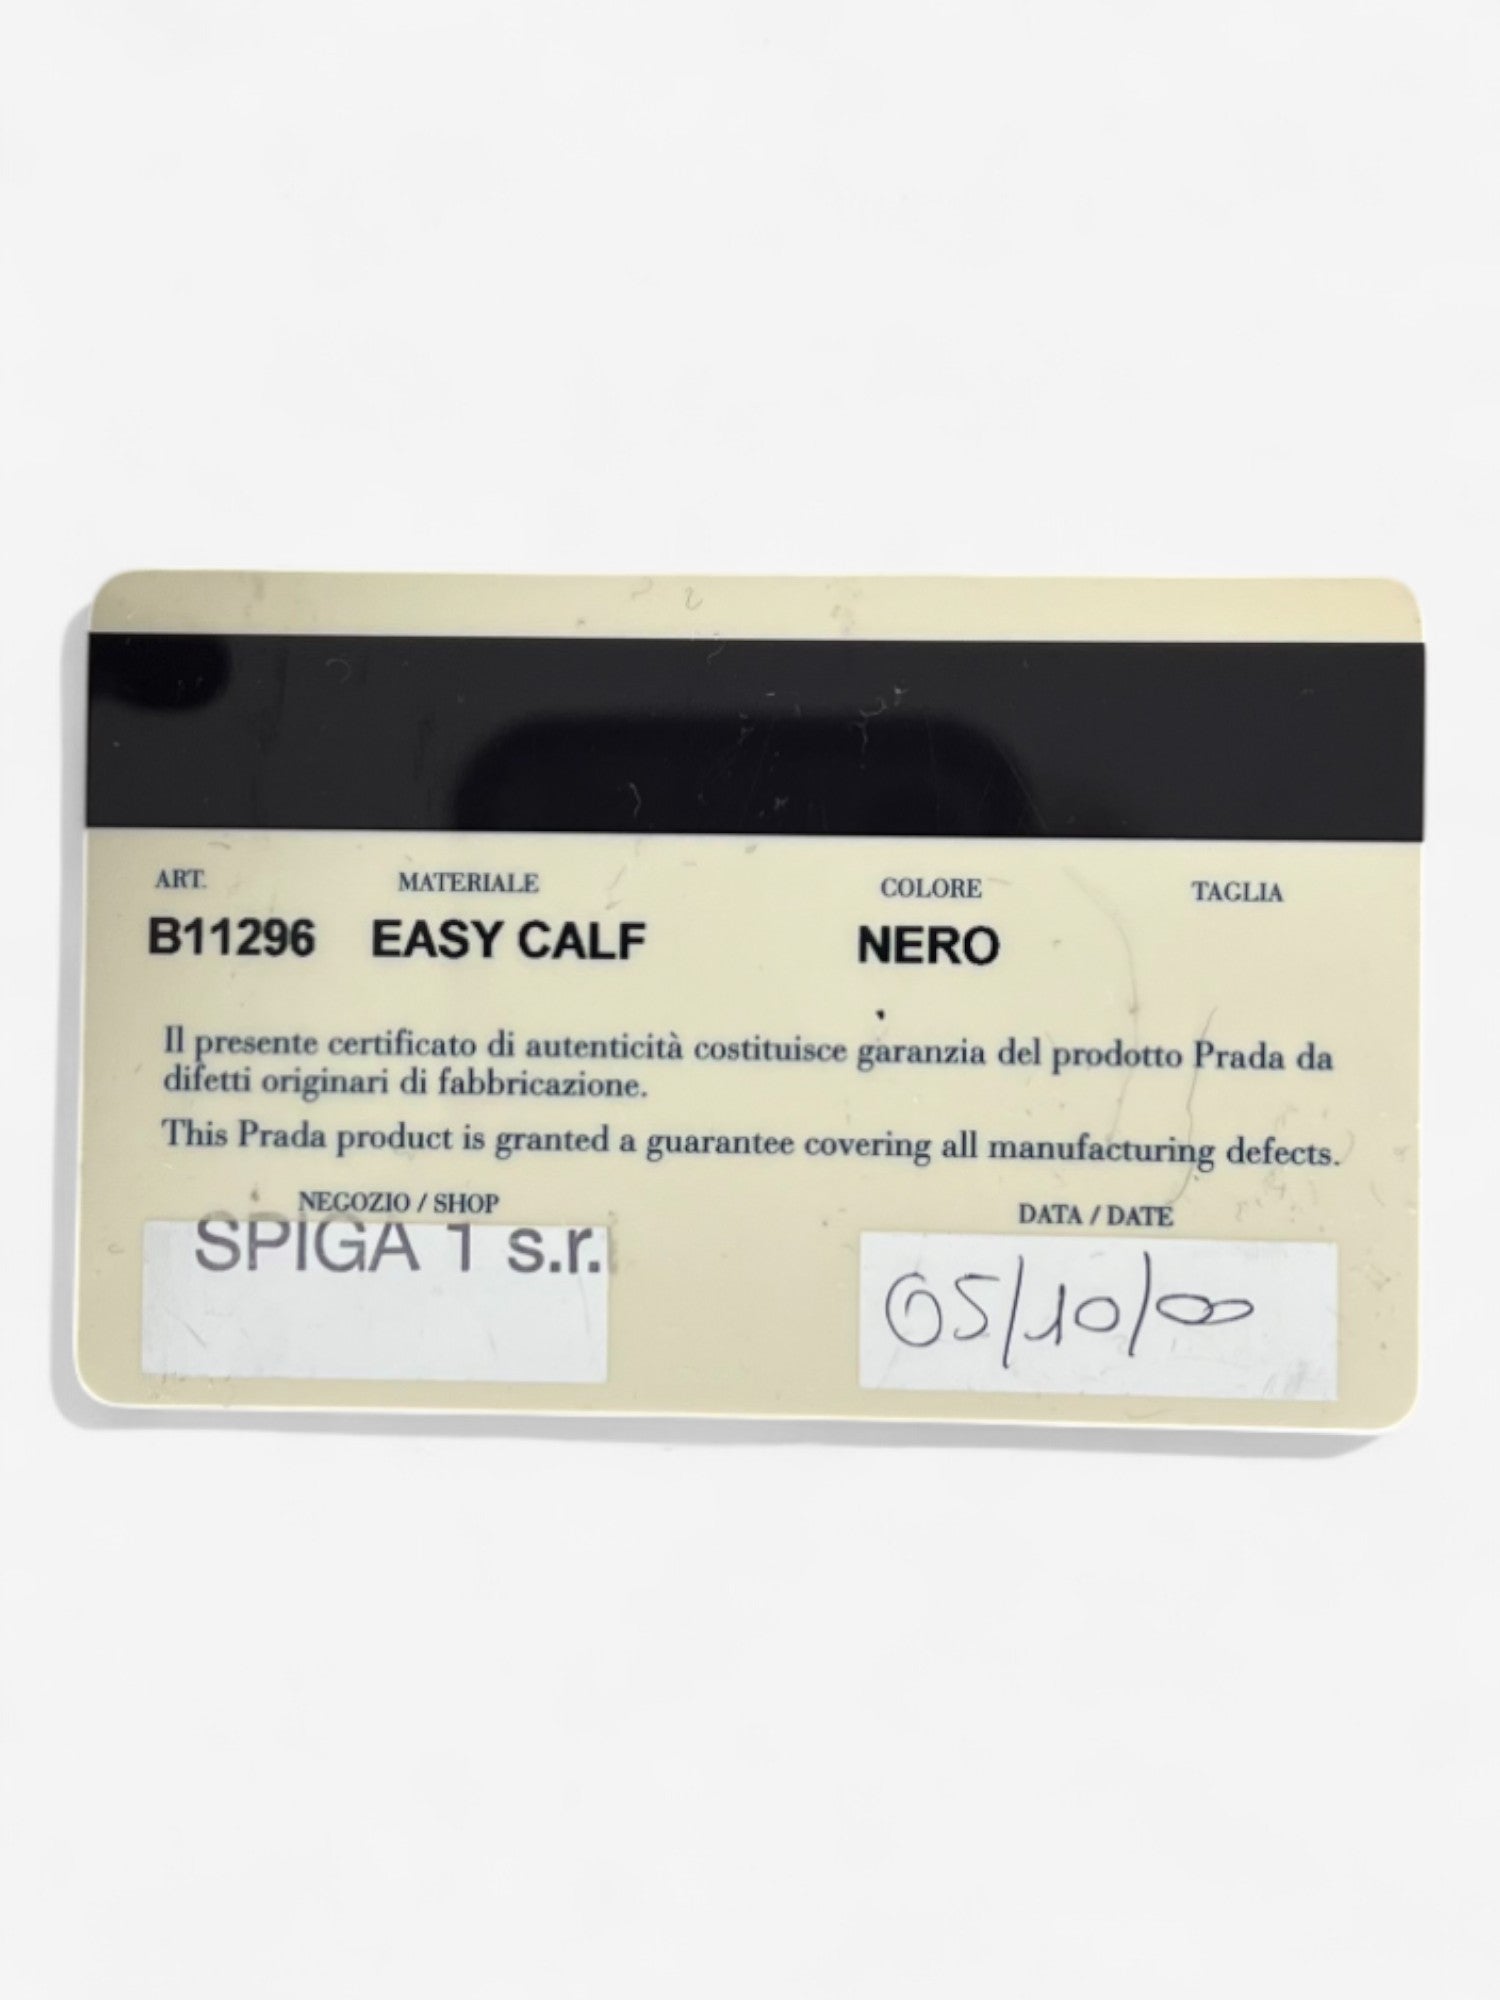 ART. MATERIALE COLORE TAGLIA
B11296 EASY CALF NERO
Il presente certificato di autenticità costituisce garanzia del prodotto Prada da
difetti originari di fabbricazione.
This Prada product is granted a guarantee covering all manufacturing defects.
NEGOZIO / SHOP DATA / DATE
SPIGA 1 s.r. 05/10/00